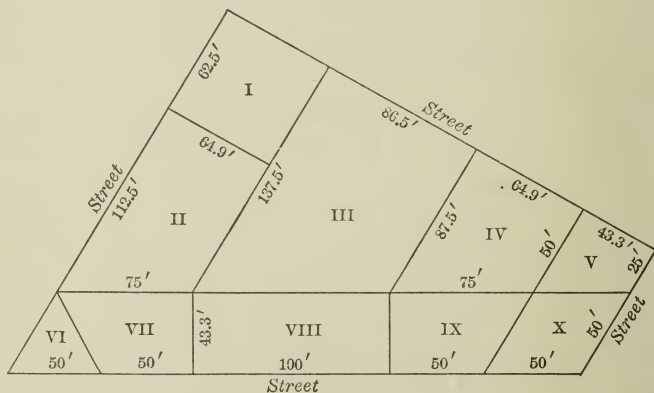 62.5′
I
Street
86.5′
64.9′
Street
112.5′
137.5′
64.9′
II
III
87.5′
IV
50′
43.3′
V
25′
75′
75′
VI
VII
43.3′
VIII
IX
X
50′
Street
50′
50′
100′
50′
50′
Street